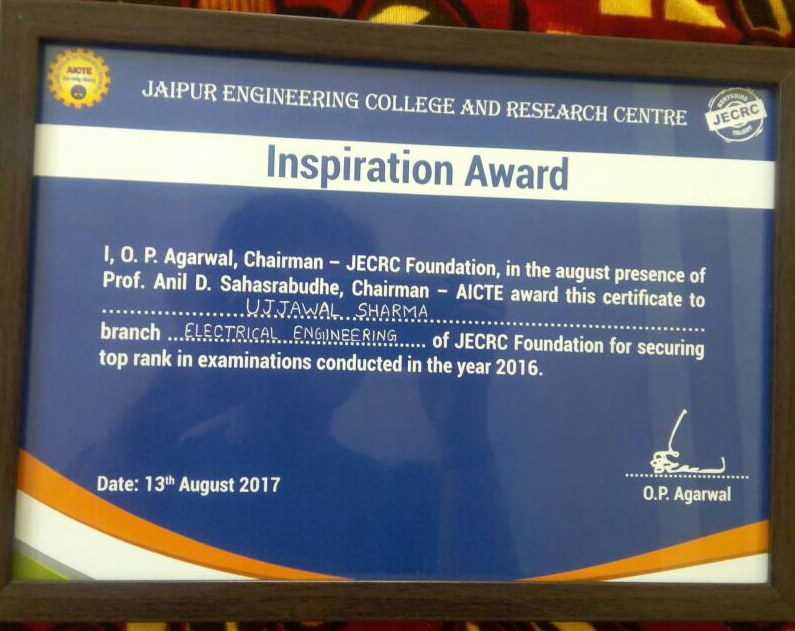 AICTE
JAIPUR ENGINEERING COLLEGE AND RESEARCH CENTRE
JECRC
TALENT
Inspiration Award
I, O. P. Agarwal, Chairman – JECRC Foundation, in the august presence of
Prof. Anil D. Sahasrabudhe, Chairman – AICTE award this certificate to
UJJAWAL SHARMA
branch ...ELECTRICAL ENGINEERING...... of JECRC Foundation for securing
top rank in examinations conducted in the year 2016.
Date: 13th August 2017
O.P. Agarwal